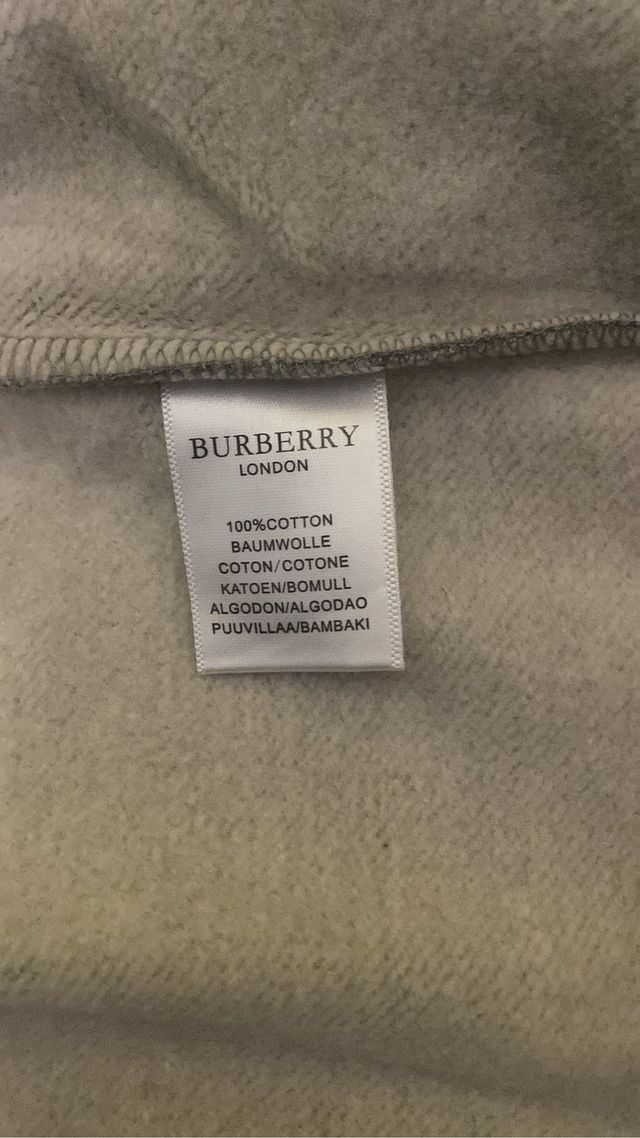 BURBERRY
LONDON
100%COTTON
BAUMWOLLE
COTON/COTONE
KATOEN/BOMULL
ALGODON/ALGODAO
PUUVILLAA/BAMBAKI